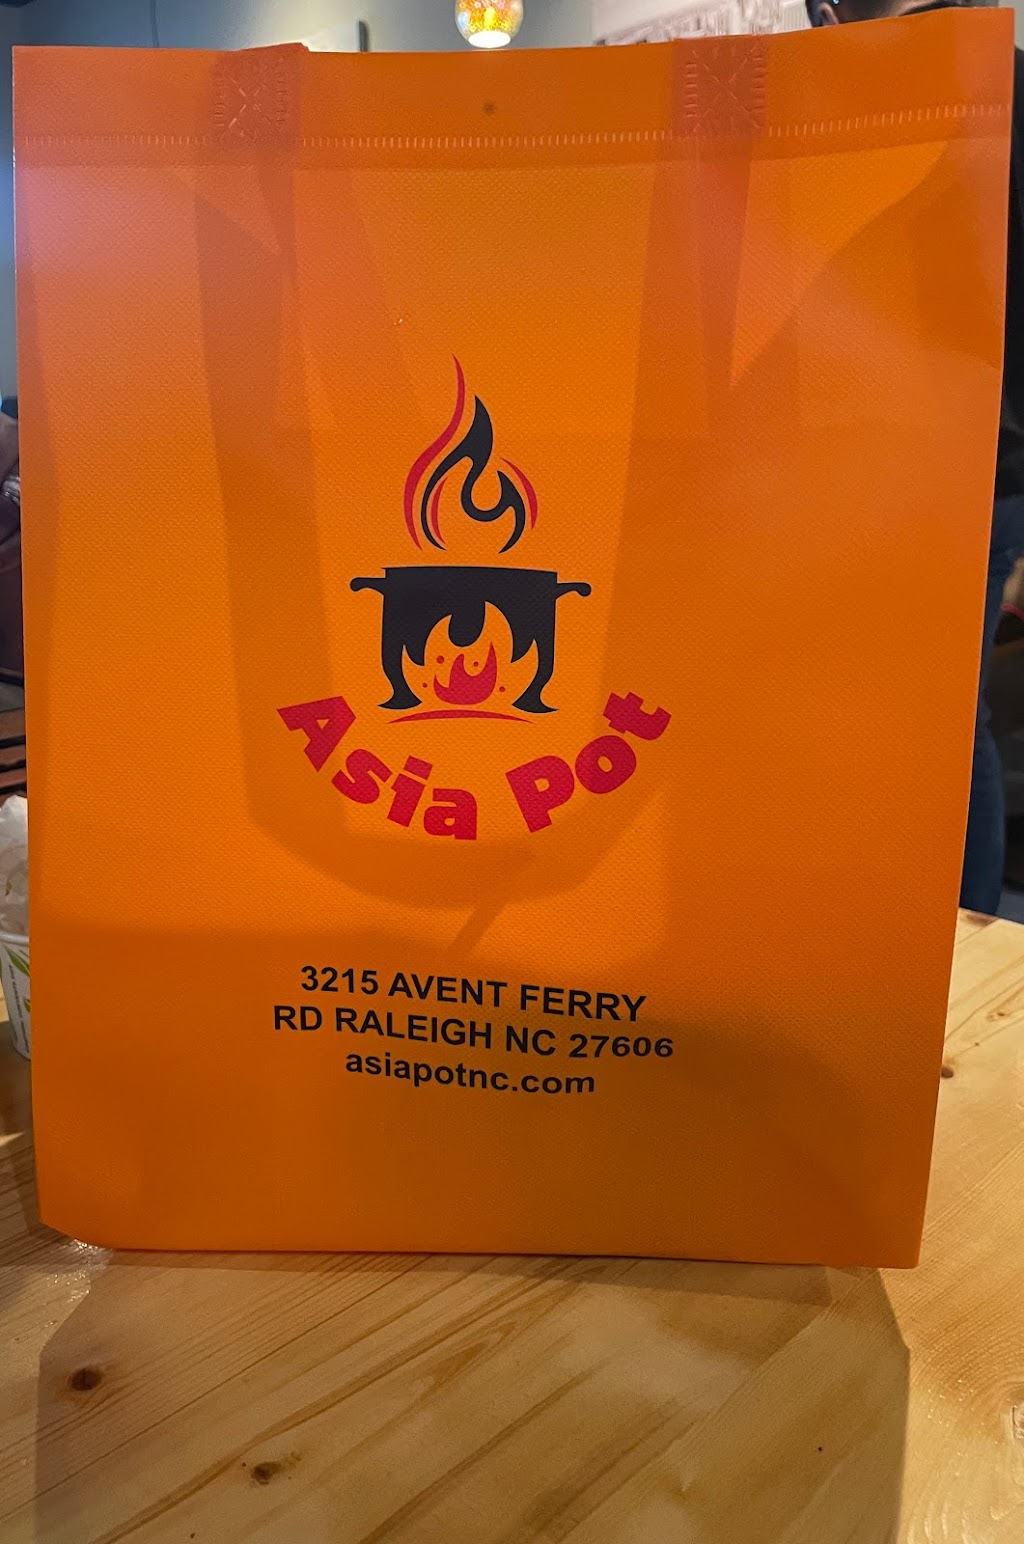 Asia Pot
3215 AVENT FERRY
RD RALEIGH NC 27606
asiapotnc.com